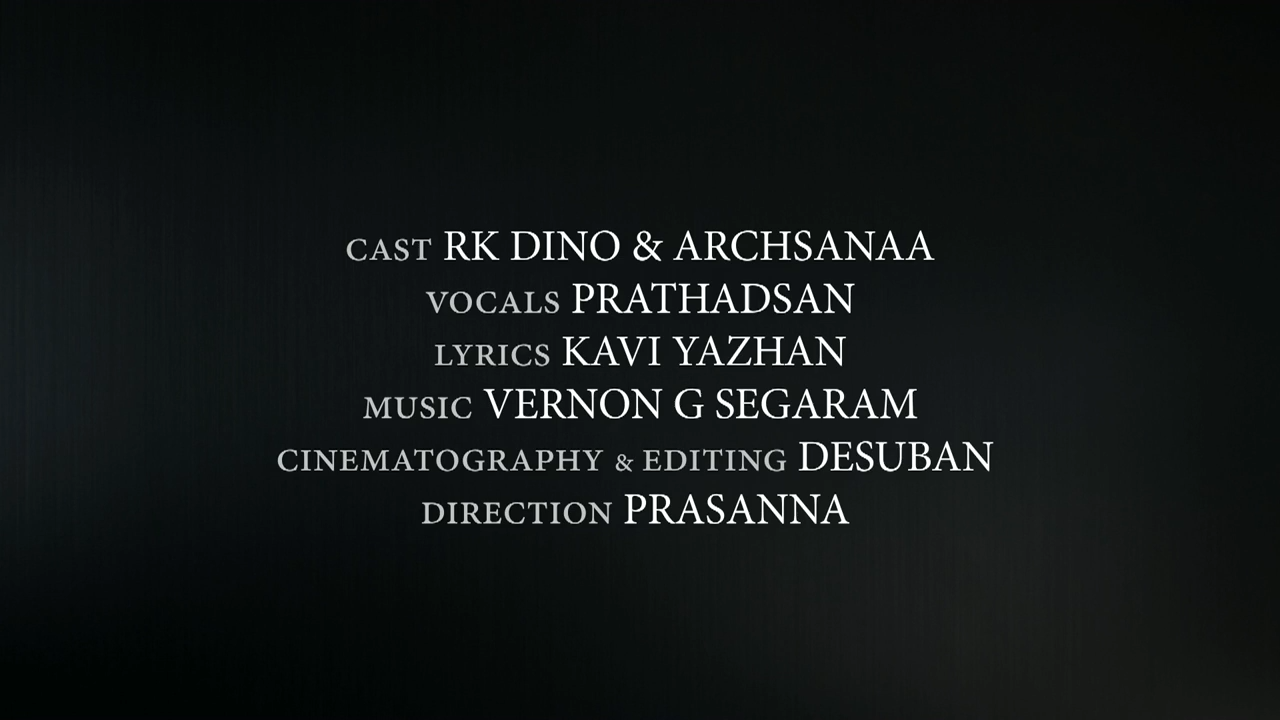 CAST RK DINO & ARCHSANAA
VOCALS PRATHADSAN
LYRICS KAVI YAZHAN
MUSIC VERNON G SEGARAM
CINEMATOGRAPHY & EDITING DESUBAN
DIRECTION PRASANNA